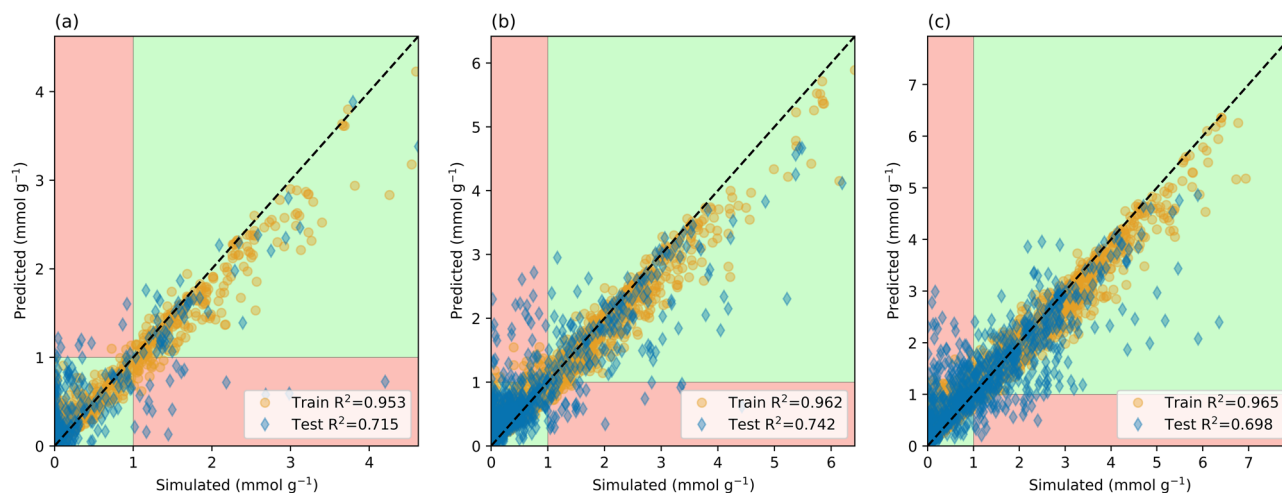 (a)
4
3
2
1
0
Predicted (mmol g⁻¹)
0 1 2 3 4
Simulated (mmol g⁻¹)
Train R²=0.953
Test R²=0.715
(b)
6
5
4
3
2
1
0
Predicted (mmol g⁻¹)
0 1 2 3 4 5 6
Simulated (mmol g⁻¹)
Train R²=0.962
Test R²=0.742
(c)
7
6
5
4
3
2
1
0
Predicted (mmol g⁻¹)
0 1 2 3 4 5 6 7
Simulated (mmol g⁻¹)
Train R²=0.965
Test R²=0.698